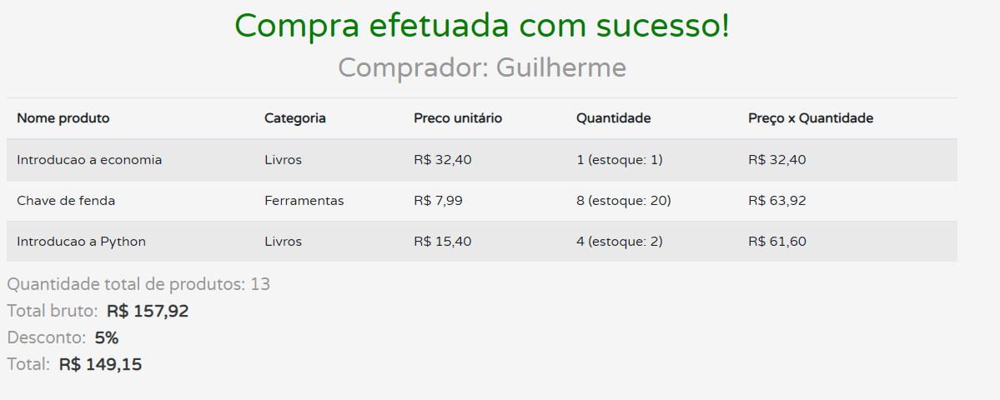 Compra efetuada com sucesso!
Comprador: Guilherme
Nome produto Categoria Preco unitário Quantidade Preço x Quantidade
Introducao a economia Livros R$ 32,40 1 (estoque: 1) R$ 32,40
Chave de fenda Ferramentas R$ 7,99 8 (estoque: 20) R$ 63,92
Introducao a Python Livros R$ 15,40 4 (estoque: 2) R$ 61,60
Quantidade total de produtos: 13
Total bruto: R$ 157,92
Desconto: 5%
Total: R$ 149,15